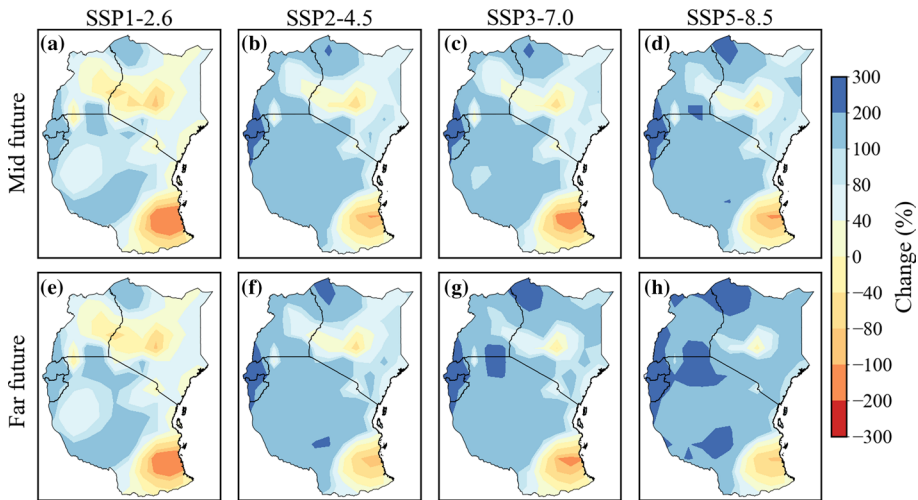 SSP1-2.6 SSP2-4.5 SSP3-7.0 SSP5-8.5
Mid future
(a) (b) (c) (d)
Far future
(e) (f) (g) (h)
300
200
100
80
40
0
−40
−80
−100
−200
−300
Change (%)